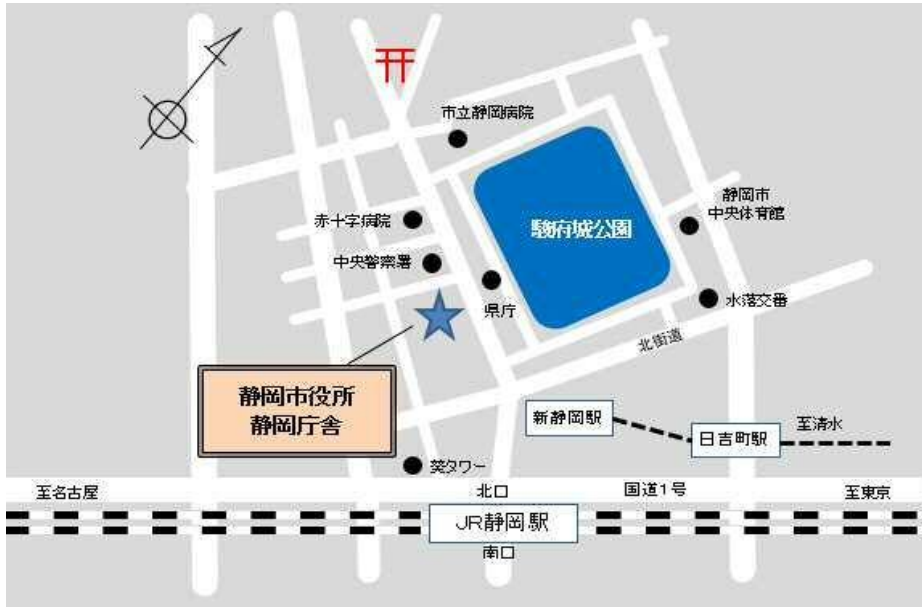 市立静岡病院
静岡市
中央体育館
赤十字病院
駿府城公園
中央警察署
県庁
水落交番
北街道
静岡市役所
静岡庁舎
新静岡駅
至清水
日吉町駅
葵タワー
至名古屋
北口
国道1号
至東京
JR静岡駅
南口